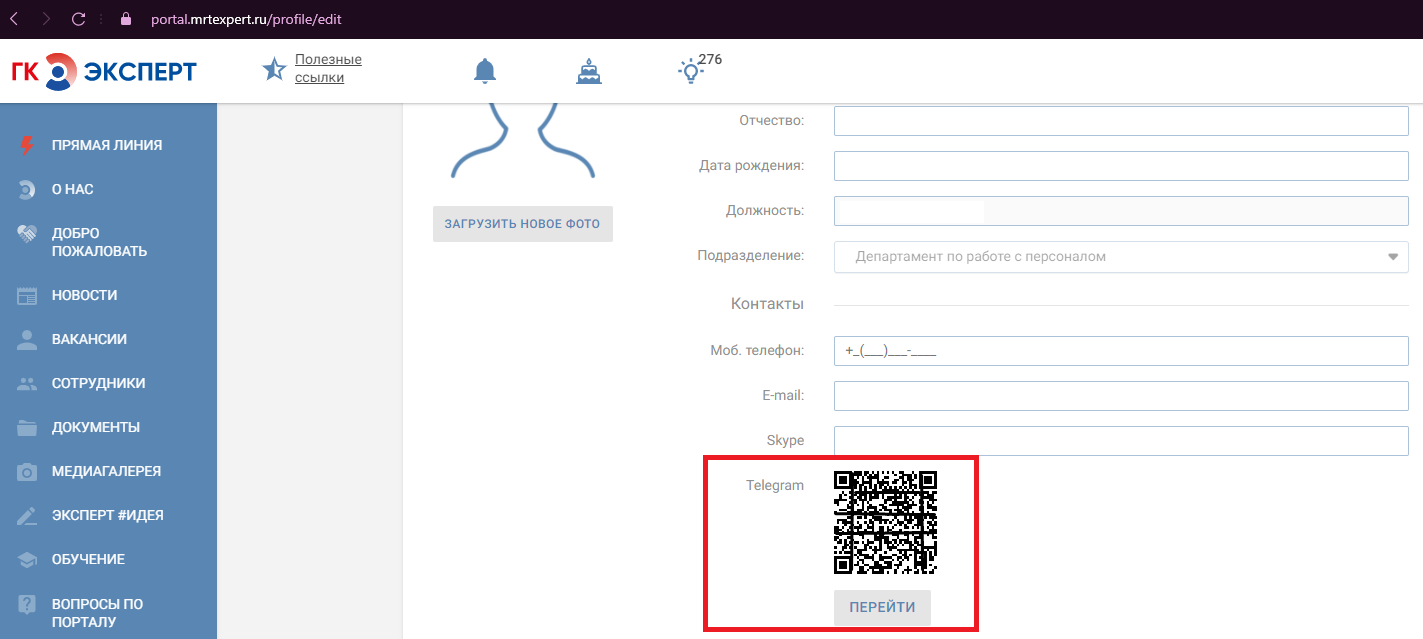 portal.mrtexpert.ru/profile/edit
ГК ЭКСПЕРТ
Полезные
ссылки
276
ПРЯМАЯ ЛИНИЯ
О НАС
ДОБРО
ПОЖАЛОВАТЬ
НОВОСТИ
ВАКАНСИИ
СОТРУДНИКИ
ДОКУМЕНТЫ
МЕДИАГАЛЕРЕЯ
ЭКСПЕРТ #ИДЕЯ
ОБУЧЕНИЕ
ВОПРОСЫ ПО
ПОРТАЛУ
ЗАГРУЗИТЬ НОВОЕ ФОТО
Отчество:
Дата рождения:
Должность:
Подразделение: Департамент по работе с персоналом
Контакты
Моб. телефон: +_(___)___-____
E-mail:
Skype
Telegram
ПЕРЕЙТИ